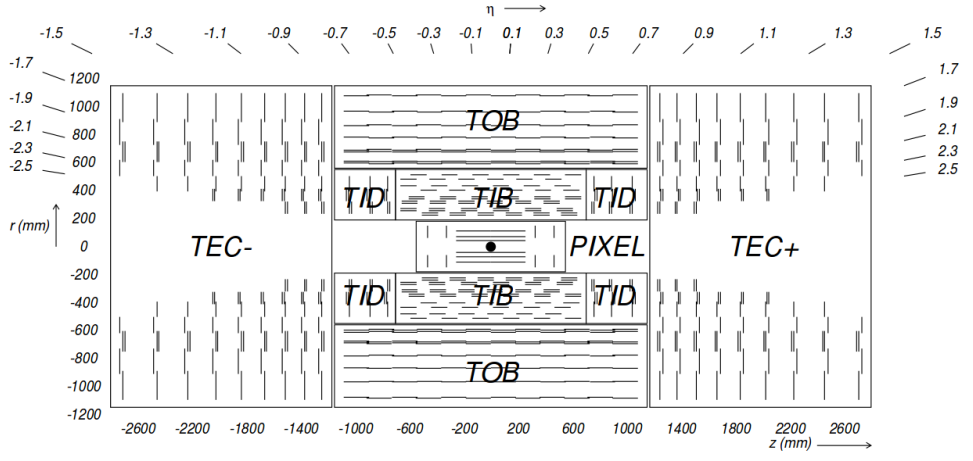 η
-1.5 -1.3 -1.1 -0.9 -0.7 -0.5 -0.3 -0.1 0.1 0.3 0.5 0.7 0.9 1.1 1.3 1.5
-1.7 1200 1.7
-1.9 1000 1.9
-2.1 800 TOB 2.1
-2.3 600 2.3
-2.5 400 2.5
TID TIB TID
r (mm) 200
0 TEC- PIXEL TEC+
-200
-400 TID TIB TID
-600
-800
-1000 TOB
-1200
-2600 -2200 -1800 -1400 -1000 -600 -200 200 600 1000 1400 1800 2200 2600
z (mm)